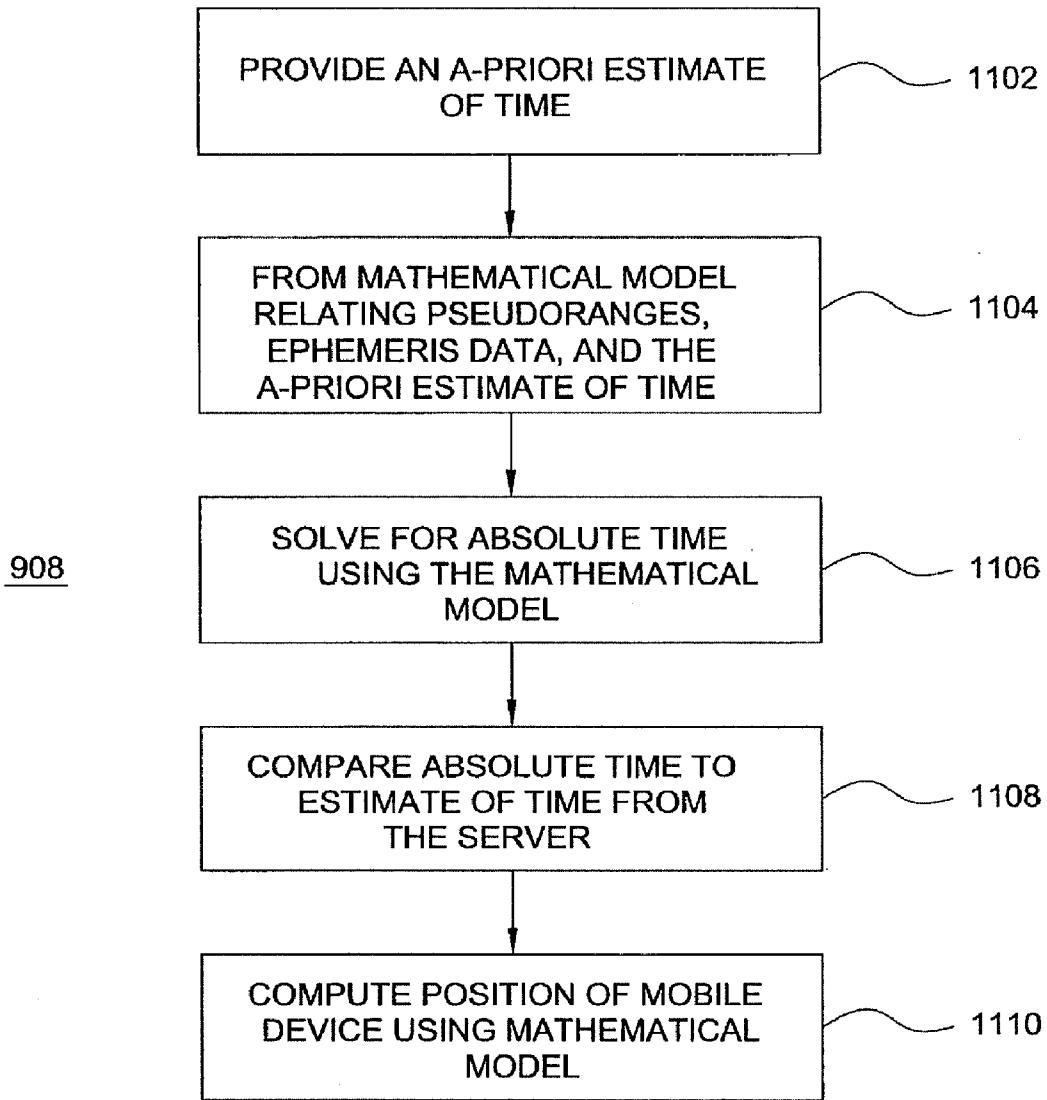 PROVIDE AN A-PRIORI ESTIMATE
OF TIME
1102
FROM MATHEMATICAL MODEL
RELATING PSEUDORANGES,
EPHEMERIS DATA, AND THE
A-PRIORI ESTIMATE OF TIME
1104
SOLVE FOR ABSOLUTE TIME
USING THE MATHEMATICAL
MODEL
1106
908
COMPARE ABSOLUTE TIME TO
ESTIMATE OF TIME FROM
THE SERVER
1108
COMPUTE POSITION OF MOBILE
DEVICE USING MATHEMATICAL
MODEL
1110